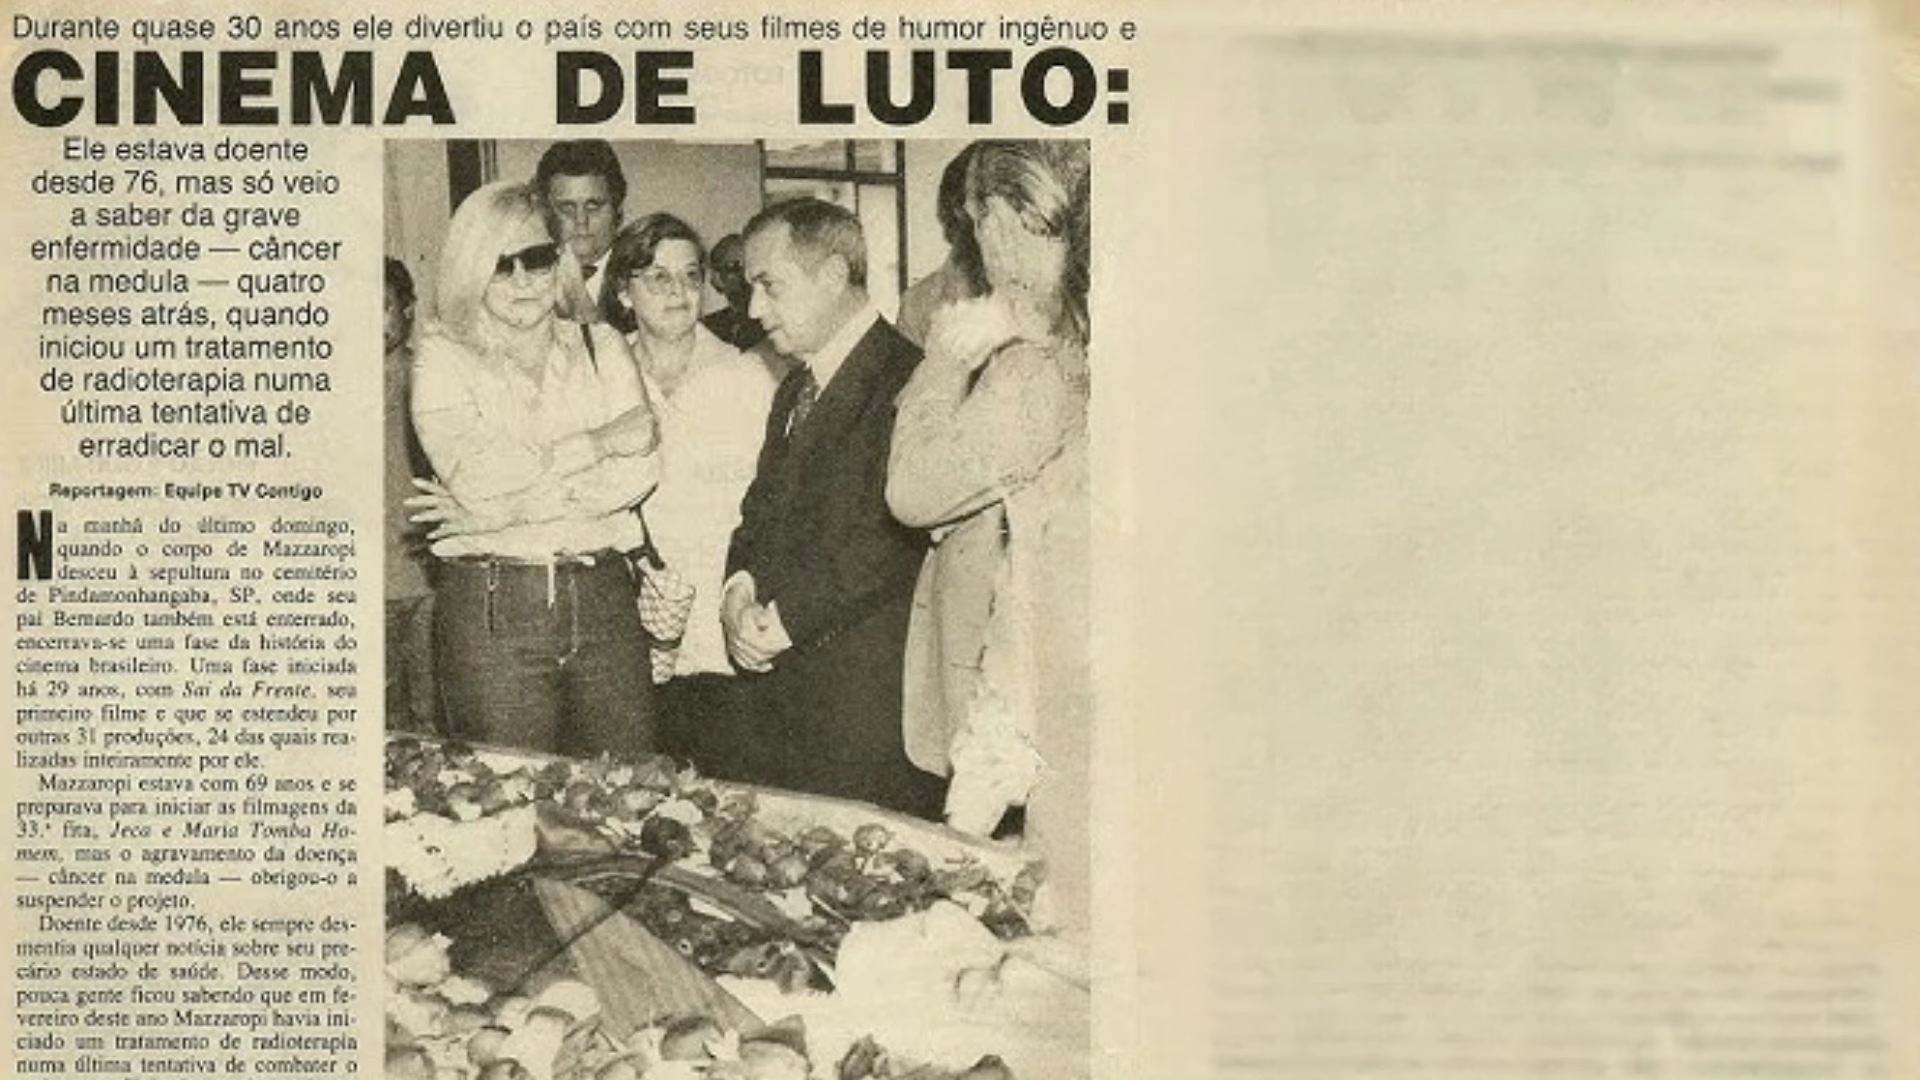 Durante quase 30 anos ele divertiu o país com seus filmes de humor ingênuo e
CINEMA DE LUTO:
Ele estava doente
desde 76, mas só veio
a saber da grave
enfermidade — câncer
na medula — quatro
meses atrás, quando
iniciou um tratamento
de radioterapia numa
última tentativa de
erradicar o mal.
Reportagem: Equipe TV Contigo
Na manhã do último domingo,
quando o corpo de Mazzaropi
desceu à sepultura no cemitério
de Pindamonhangaba, SP, onde seu
pai Bernardo também está enterrado,
encerrava-se uma fase da história do
cinema brasileiro. Uma fase iniciada
há 29 anos, com Sai da Frente, seu
primeiro filme e que se estendeu por
outras 31 produções, 24 das quais rea-
lizadas inteiramente por ele.
Mazzaropi estava com 69 anos e se
preparava para iniciar as filmagens da
33.ª fita, Jeca e Maria Tomba Ho-
mem, mas o agravamento da doença
— câncer na medula — obrigou-o a
suspender o projeto.
Doente desde 1976, ele sempre des-
mentia qualquer notícia sobre seu pre-
cário estado de saúde. Desse modo,
pouca gente ficou sabendo que em fe-
vereiro deste ano Mazzaropi havia ini-
ciado um tratamento de radioterapia
numa última tentativa de combater o